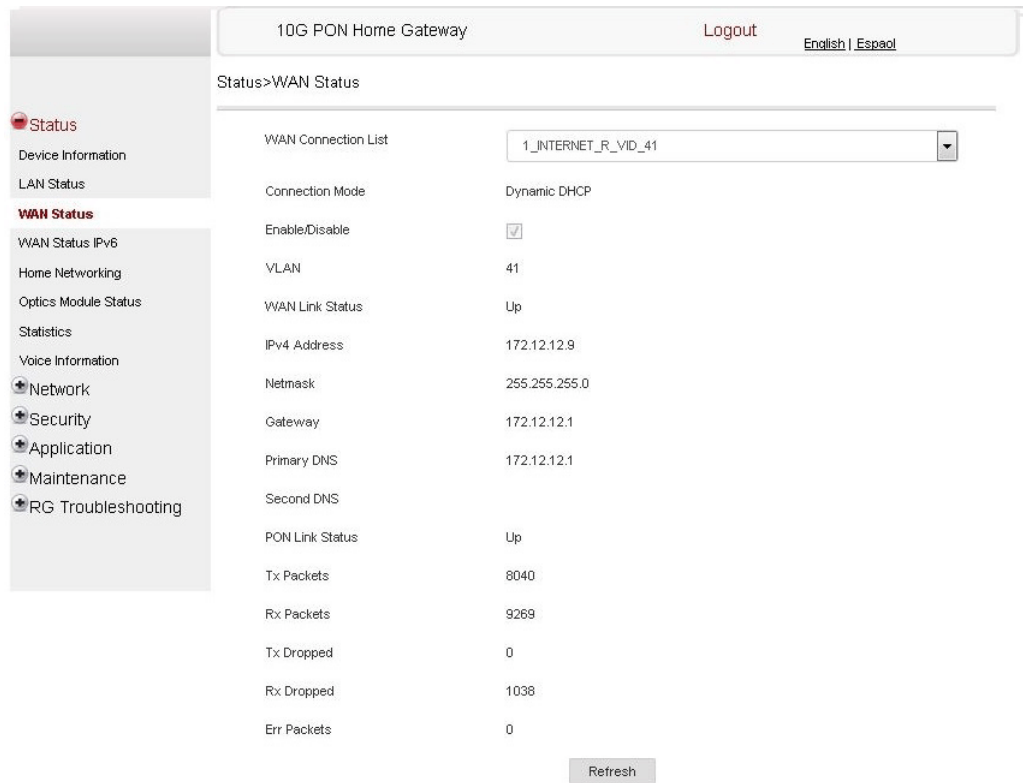 10G PON Home Gateway
Logout
English | Espaol
Status>WAN Status
Status
Device Information
LAN Status
WAN Status
WAN Status IPv6
Home Networking
Optics Module Status
Statistics
Voice Information
Network
Security
Application
Maintenance
RG Troubleshooting
WAN Connection List 1_INTERNET_R_VID_41
Connection Mode Dynamic DHCP
Enable/Disable
VLAN 41
WAN Link Status Up
IPv4 Address 172.12.12.9
Netmask 255.255.255.0
Gateway 172.12.12.1
Primary DNS 172.12.12.1
Second DNS
PON Link Status Up
Tx Packets 8040
Rx Packets 9269
Tx Dropped 0
Rx Dropped 1038
Err Packets 0
Refresh